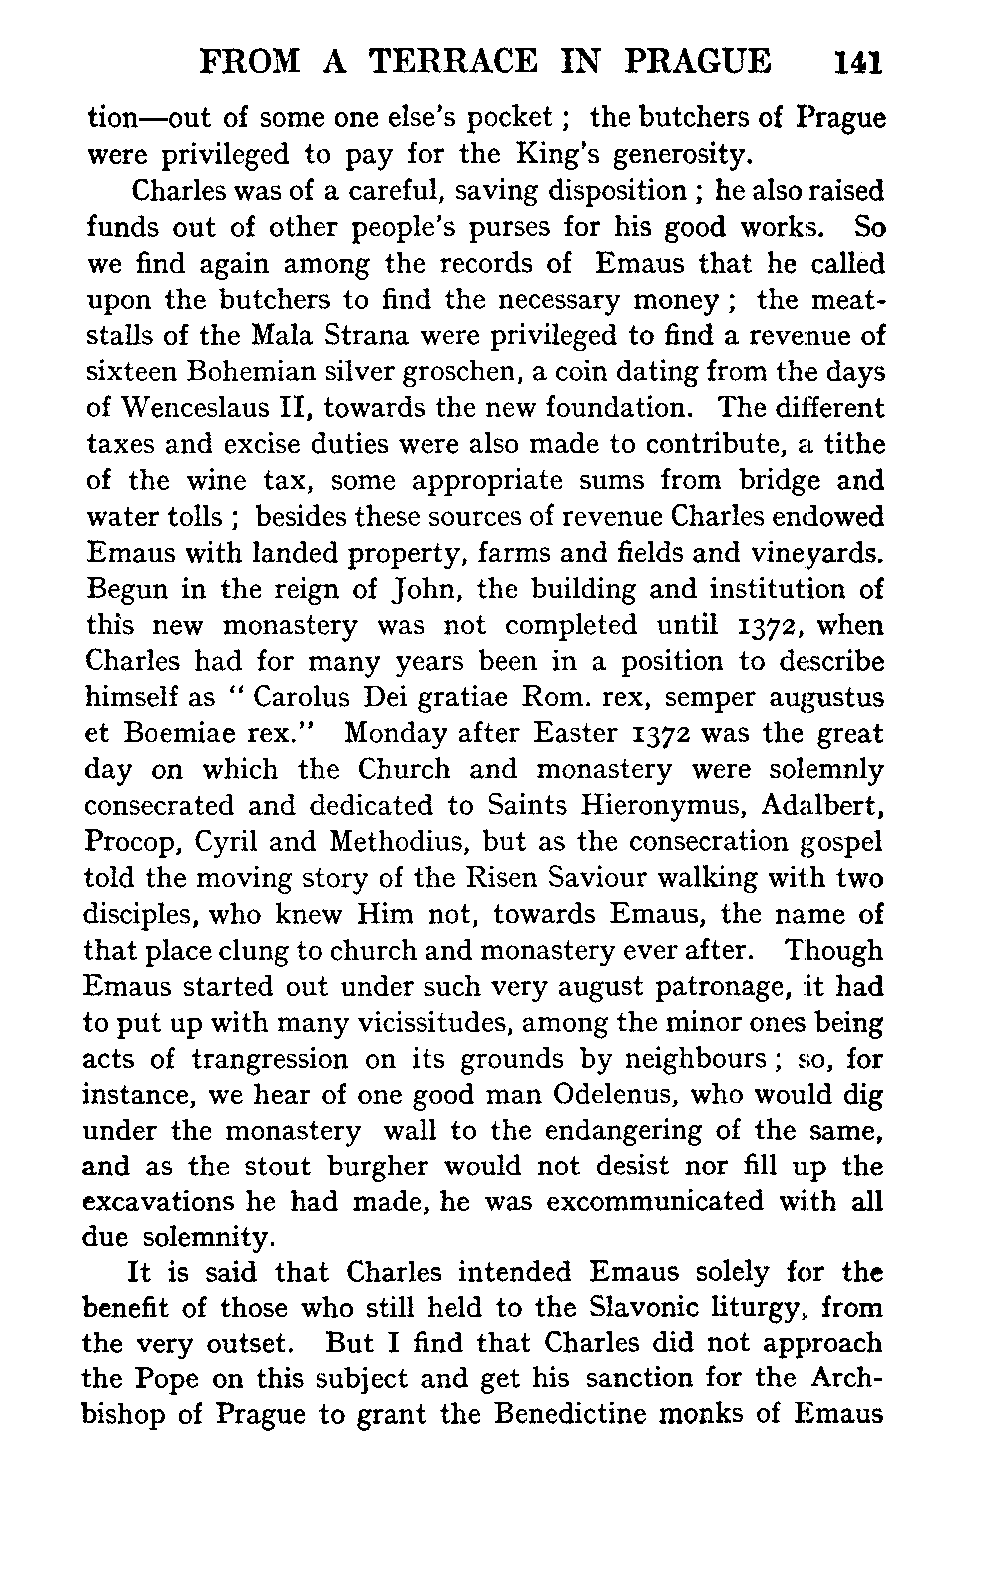 FROM A TERRACE IN PRAGUE 141
tion—out of some one else's pocket ; the butchers of Prague
were privileged to pay for the King's generosity.
Charles was of a careful, saving disposition ; he also raised
funds out of other people's purses for his good works. So
we find again among the records of Emaus that he called
upon the butchers to find the necessary money ; the meat-
stalls of the Mala Strana were privileged to find a revenue of
sixteen Bohemian silver groschen, a coin dating from the days
of Wenceslaus II, towards the new foundation. The different
taxes and excise duties were also made to contribute, a tithe
of the wine tax, some appropriate sums from bridge and
water tolls ; besides these sources of revenue Charles endowed
Emaus with landed property, farms and fields and vineyards.
Begun in the reign of John, the building and institution of
this new monastery was not completed until 1372, when
Charles had for many years been in a position to describe
himself as " Carolus Dei gratiae Rom. rex, semper augustus
et Boemiae rex." Monday after Easter 1372 was the great
day on which the Church and monastery were solemnly
consecrated and dedicated to Saints Hieronymus, Adalbert,
Procop, Cyril and Methodius, but as the consecration gospel
told the moving story of the Risen Saviour walking with two
disciples, who knew Him not, towards Emaus, the name of
that place clung to church and monastery ever after. Though
Emaus started out under such very august patronage, it had
to put up with many vicissitudes, among the minor ones being
acts of trangression on its grounds by neighbours ; so, for
instance, we hear of one good man Odelenus, who would dig
under the monastery wall to the endangering of the same,
and as the stout burgher would not desist nor fill up the
excavations he had made, he was excommunicated with all
due solemnity.
It is said that Charles intended Emaus solely for the
benefit of those who still held to the Slavonic liturgy, from
the very outset. But I find that Charles did not approach
the Pope on this subject and get his sanction for the Arch-
bishop of Prague to grant the Benedictine monks of Emaus